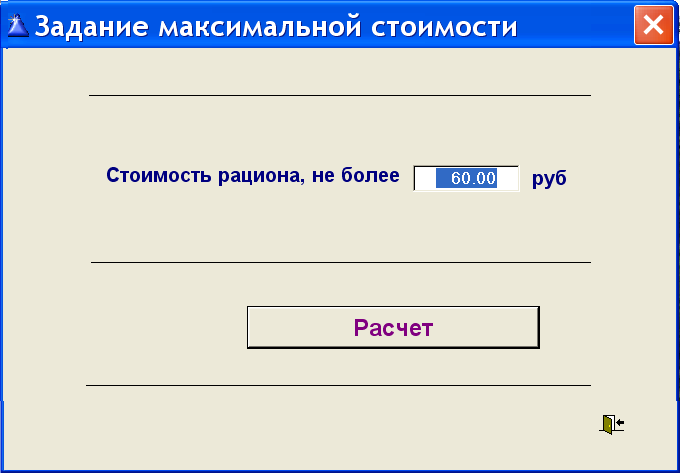 Задание максимальной стоимости
Стоимость рациона, не более 60.00 руб
Расчет